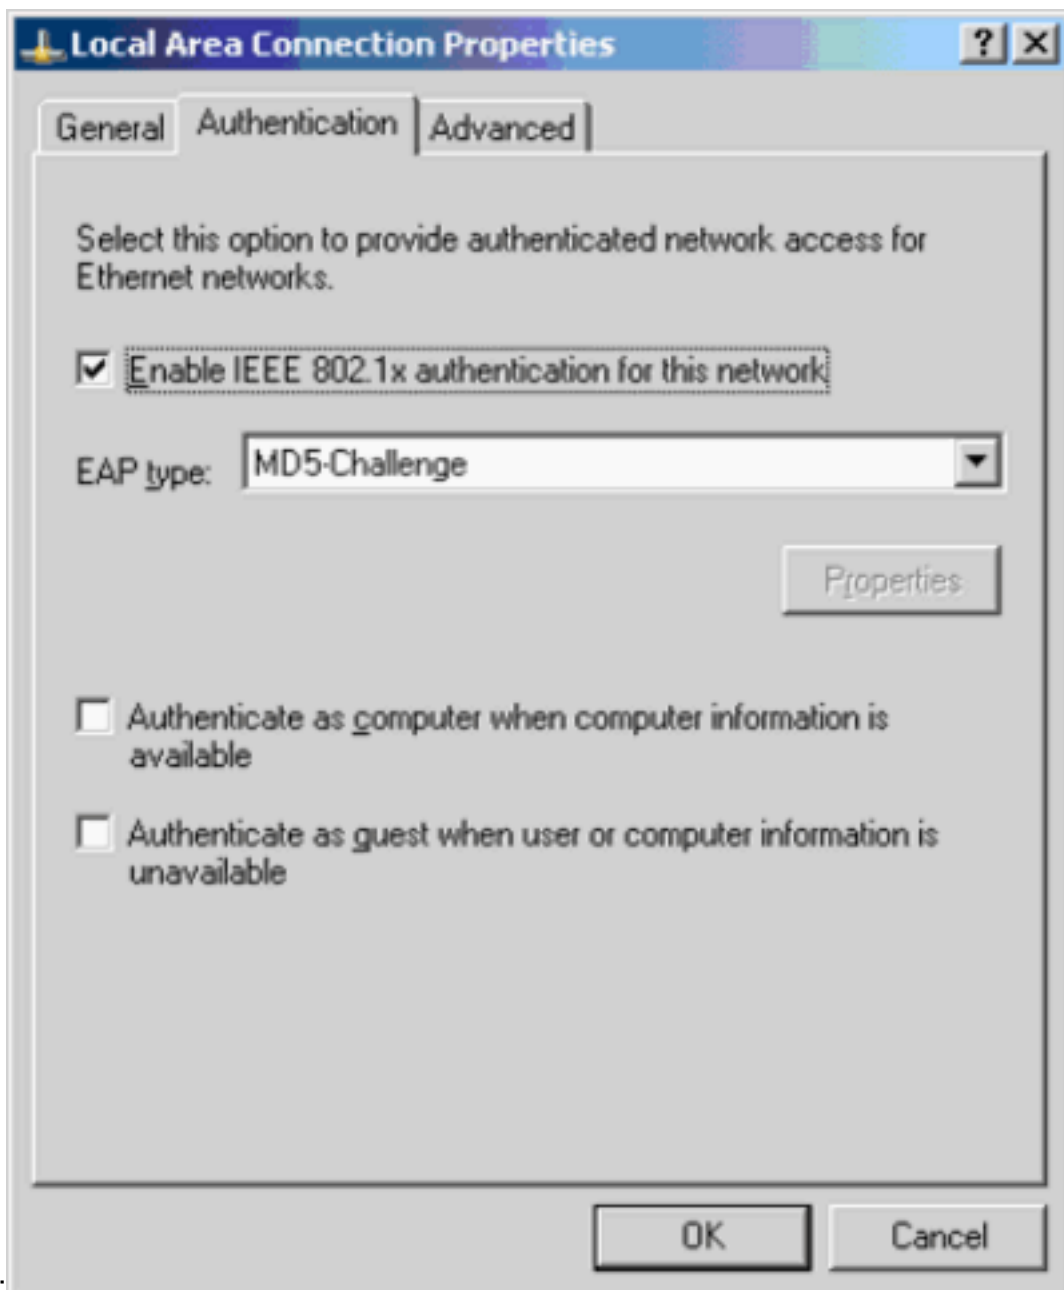 Local Area Connection Properties
General Authentication Advanced
Select this option to provide authenticated network access for
Ethernet networks.
Enable IEEE 802.1x authentication for this network
EAP type: MD5-Challenge
Properties
Authenticate as computer when computer information is
available
Authenticate as guest when user or computer information is
unavailable
OK Cancel
.